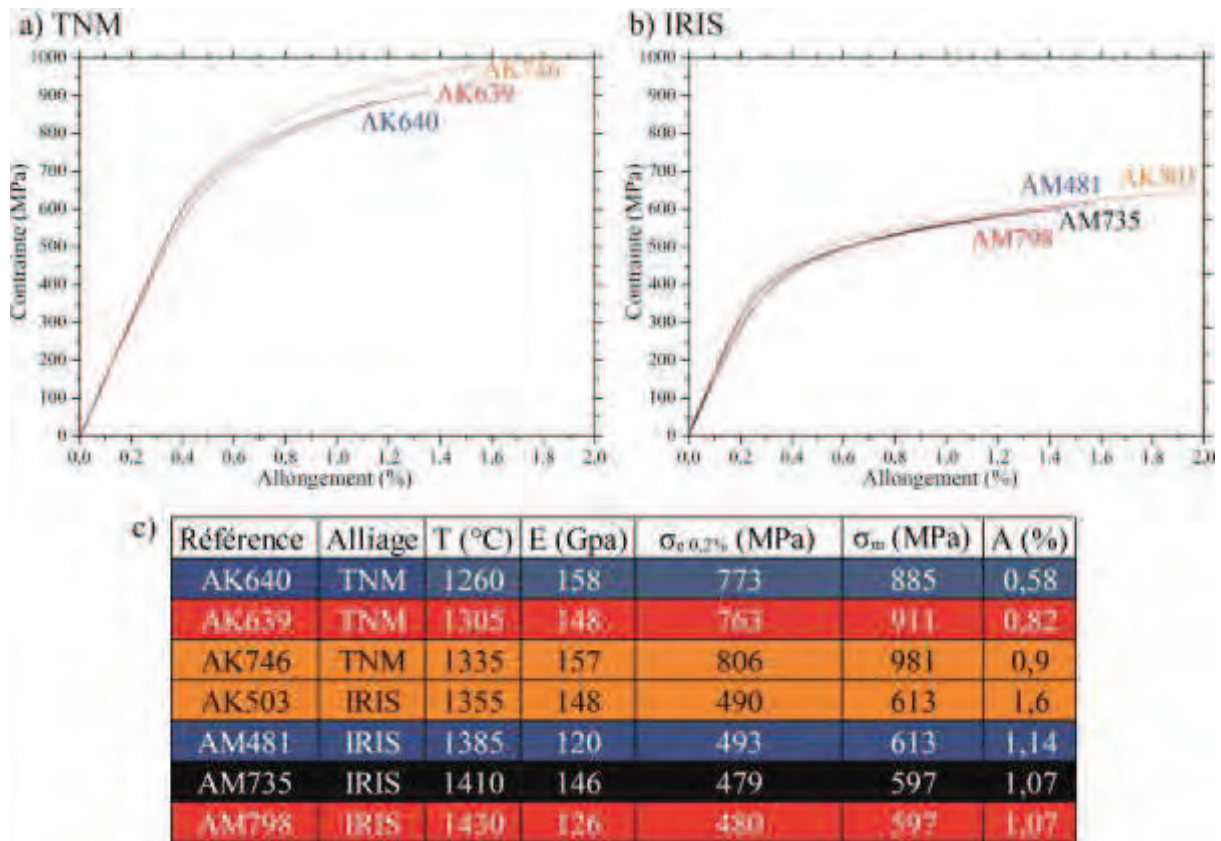 a) TNM
b) IRIS
1000
900
800
700
600
500
400
300
200
100
0
Contrainte (MPa)
AK746
AK639
AK640
0,0 0,2 0,4 0,6 0,8 1,0 1,2 1,4 1,6 1,8 2,0
Allongement (%)
1000
900
800
700
600
500
400
300
200
100
0
Contrainte (MPa)
AM481
AM735
AM798
0,0 0,2 0,4 0,6 0,8 1,0 1,2 1,4 1,6 1,8 2,0
Allongement (%)
c)
Référence Alliage T (°C) E (Gpa) σe 0,2% (MPa) σm (MPa) A (%)
AK640 TNM 1260 158 773 885 0,58
AK639 TNM 1305 148 763 911 0,82
AK746 TNM 1335 157 806 981 0,9
AK503 IRIS 1355 148 490 613 1,6
AM481 IRIS 1385 120 493 613 1,14
AM735 IRIS 1410 146 479 597 1,07
AM798 IRIS 1430 126 480 597 1,07